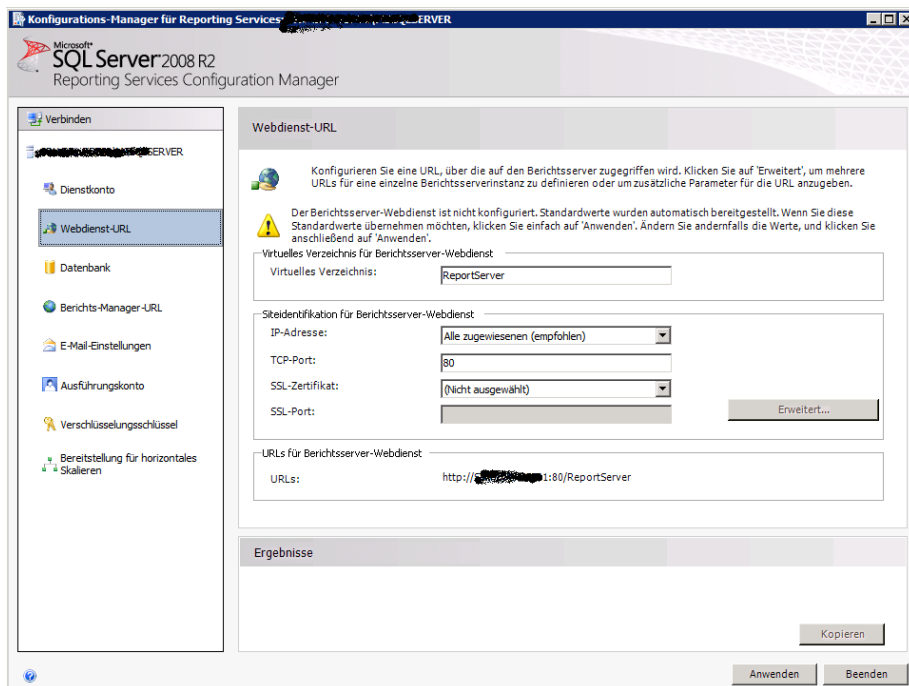 Konfigurations-Manager für Reporting Services: SERVER
Microsoft®
SQL Server 2008 R2
Reporting Services Configuration Manager
Verbinden
SERVER
Dienstkonto
Webdienst-URL
Datenbank
Berichts-Manager-URL
E-Mail-Einstellungen
Ausführungskonto
Verschlüsselungsschlüssel
Bereitstellung für horizontales
Skalieren
Webdienst-URL
Konfigurieren Sie eine URL, über die auf den Berichtsserver zugegriffen wird. Klicken Sie auf 'Erweitert', um mehrere
URLs für eine einzelne Berichtsserverinstanz zu definieren oder um zusätzliche Parameter für die URL anzugeben.
Der Berichtsserver-Webdienst ist nicht konfiguriert. Standardwerte wurden automatisch bereitgestellt. Wenn Sie diese
Standardwerte übernehmen möchten, klicken Sie einfach auf 'Anwenden'. Ändern Sie andernfalls die Werte, und klicken Sie
anschließend auf 'Anwenden'.
Virtuelles Verzeichnis für Berichtsserver-Webdienst
Virtuelles Verzeichnis: ReportServer
Siteidentifikation für Berichtsserver-Webdienst
IP-Adresse: Alle zugewiesenen (empfohlen)
TCP-Port: 80
SSL-Zertifikat: (Nicht ausgewählt)
SSL-Port:
Erweitert...
URLs für Berichtsserver-Webdienst
URLs: http:// 1:80/ReportServer
Ergebnisse
Kopieren
Anwenden Beenden